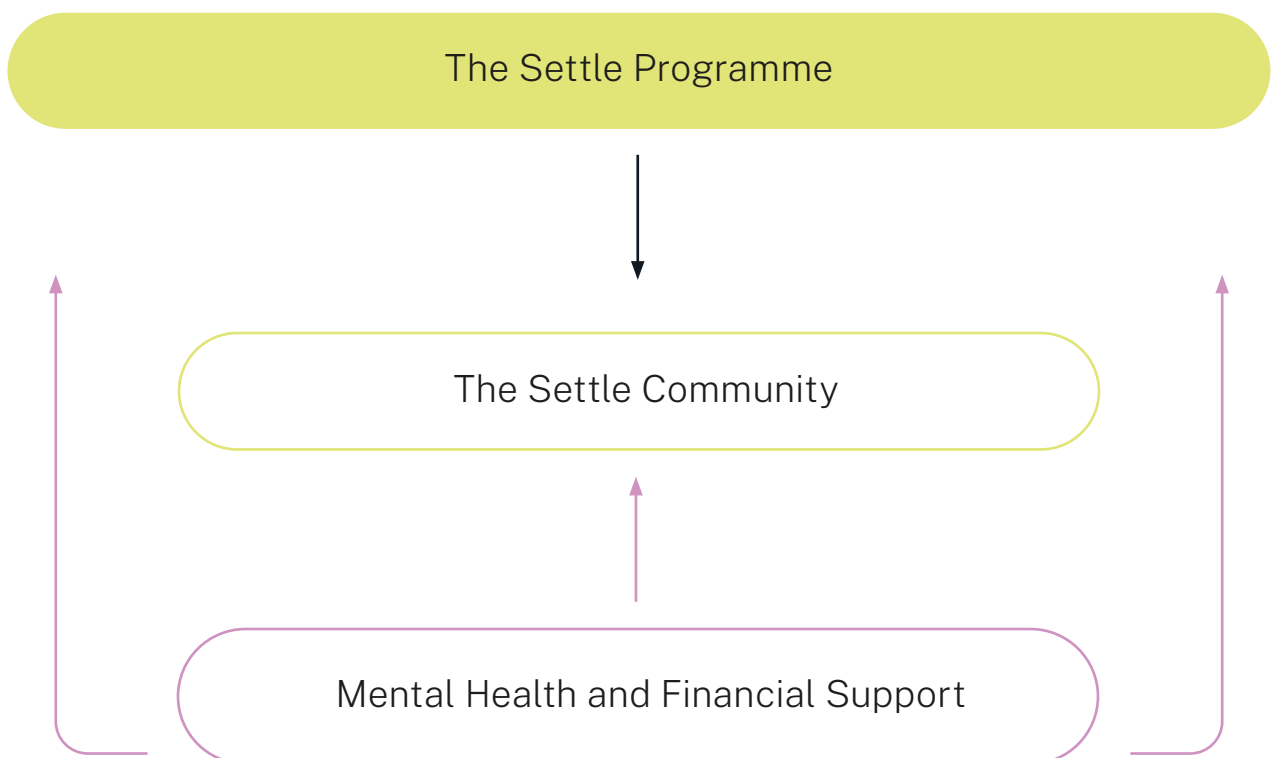 The Settle Programme
The Settle Community
Mental Health and Financial Support